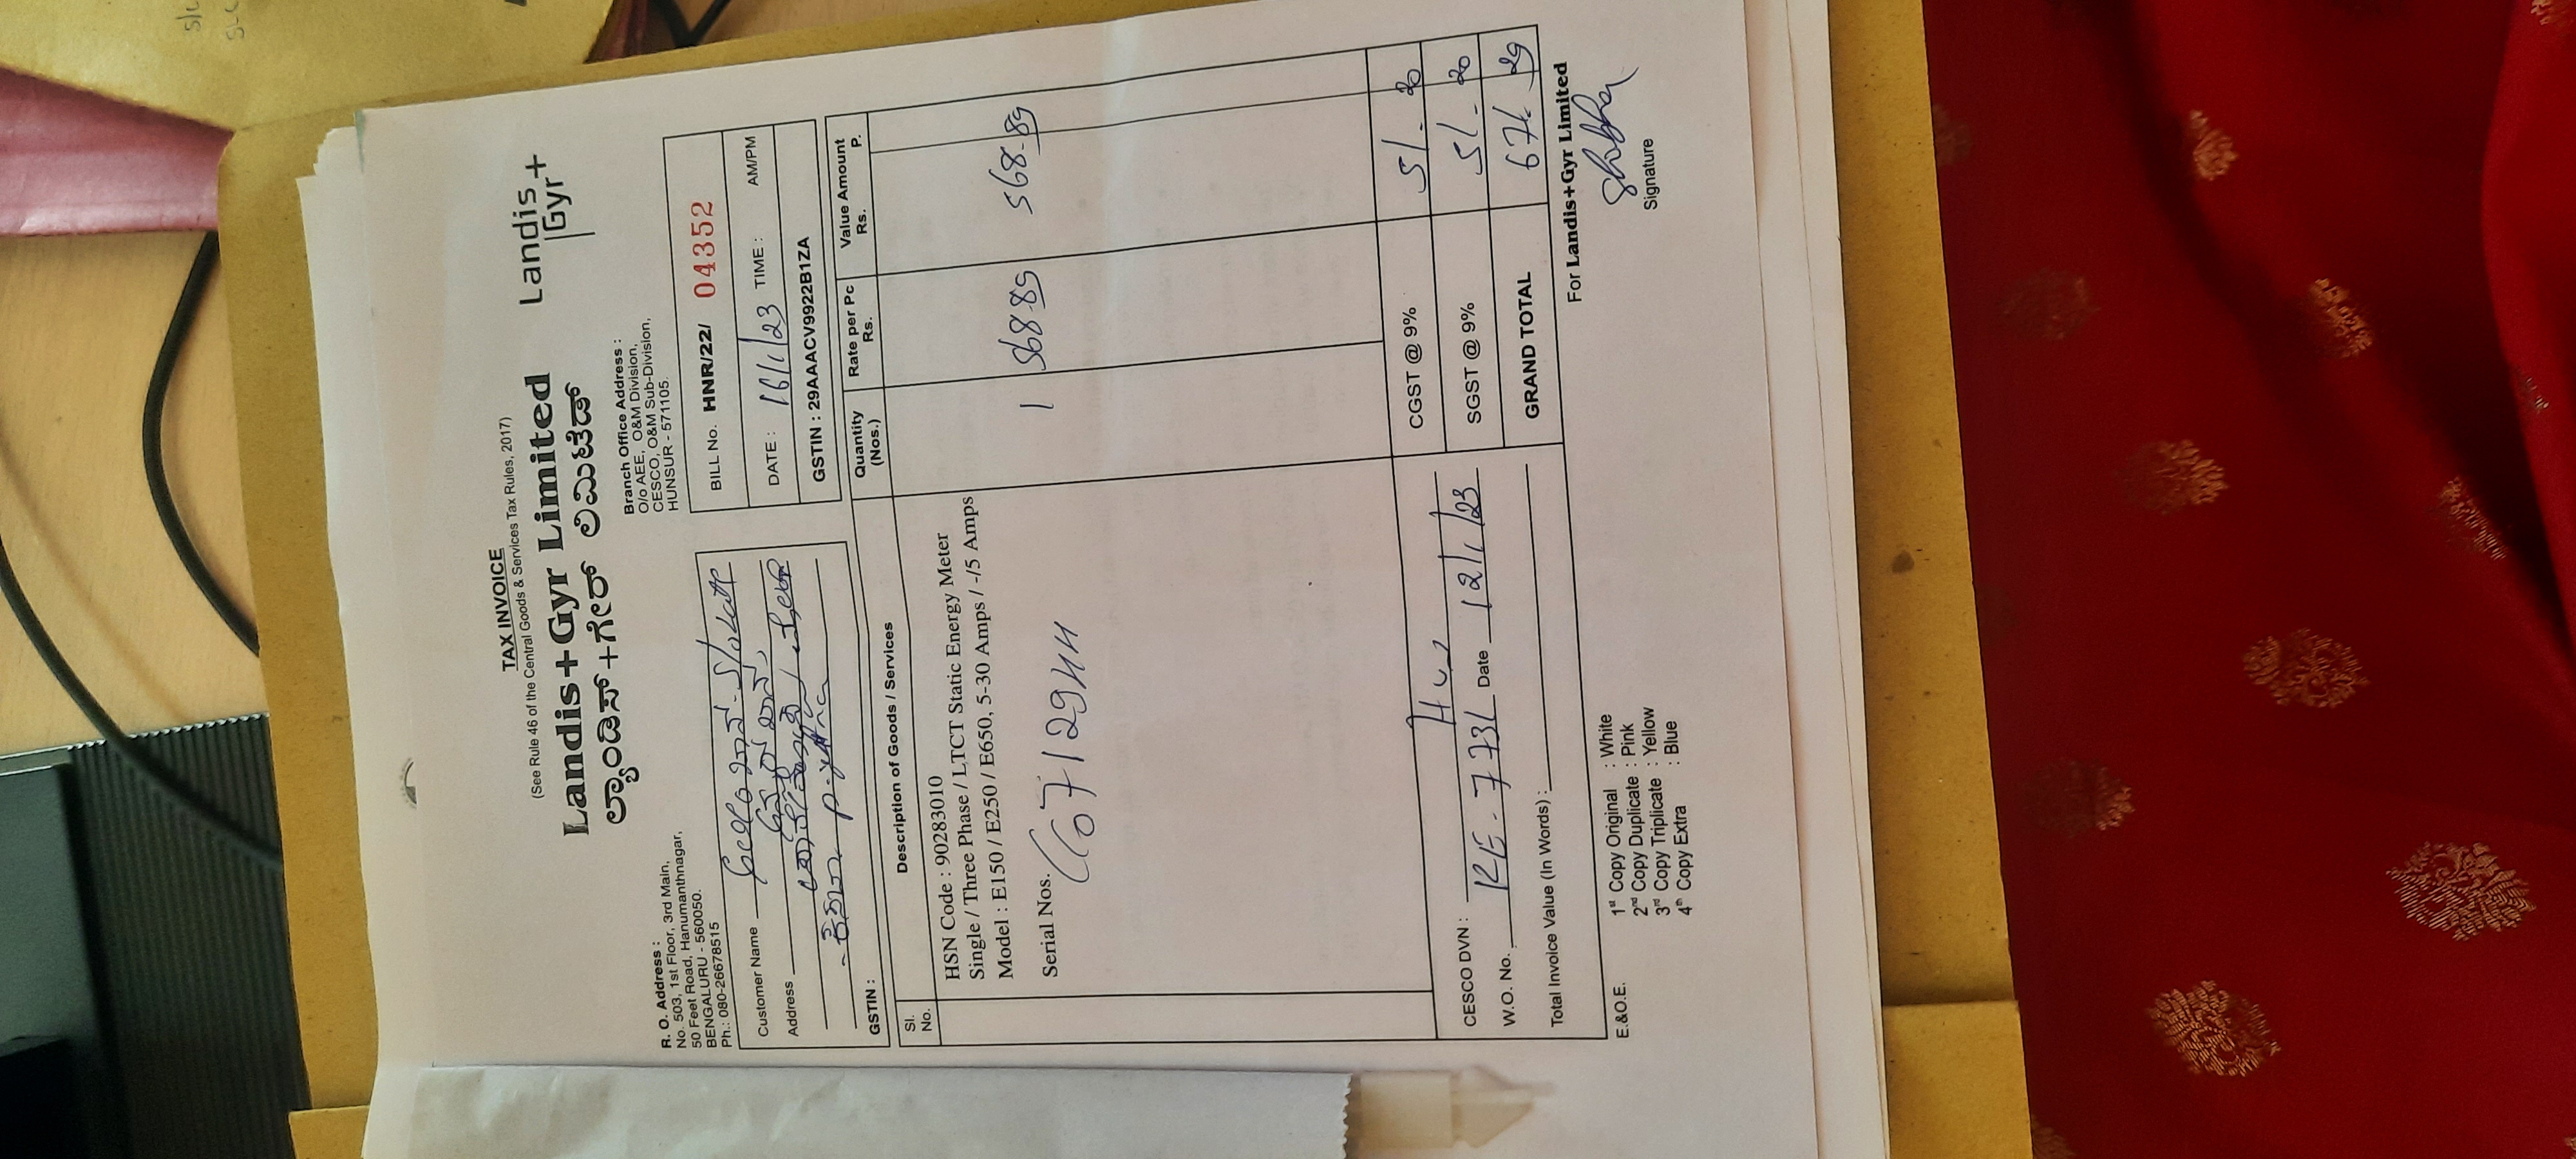 TAX INVOICE
(See Rule 46 of the Central Goods & Services Tax Rules, 2017)
Landis+Gyr Limited
ಲ್ಯಾಂಡಿಸ್+ಗೇರ್ ಲಿಮಿಟೆಡ್
Landis
Gyr+
R. O. Address :
No. 503, 1st Floor, 3rd Main,
50 Feet Road, Hanumanthnagar,
BENGALURU - 560050.
Ph.: 080-26678515
Branch Office Address :
O/o AEE, O&M Division,
CESCO, O&M Sub-Division,
HUNSUR - 571105.
Customer Name
Address
GSTIN :
BILL No. HNR/22/ 04352
DATE : 16/1/23 TIME : AM/PM
GSTIN : 29AAACV9922B1ZA
Sl. No. Description of Goods / Services Quantity (Nos.) Rate per Pc Rs. Value Amount Rs. P.
HSN Code : 90283010
Single / Three Phase / LTCT Static Energy Meter
Model : E150 / E250 / E650, 5-30 Amps / -/5 Amps
1 568-89 568-89
Serial Nos.
6712944
CESCO DVN :
CGST @ 9% 51-20
W.O. No. Date 12/1/23
SGST @ 9% 51-20
Total Invoice Value (In Words) :
GRAND TOTAL 671 29
E.&O.E.
1st Copy Original : White
2nd Copy Duplicate : Pink
3rd Copy Triplicate : Yellow
4th Copy Extra : Blue
For Landis+Gyr Limited
Signature